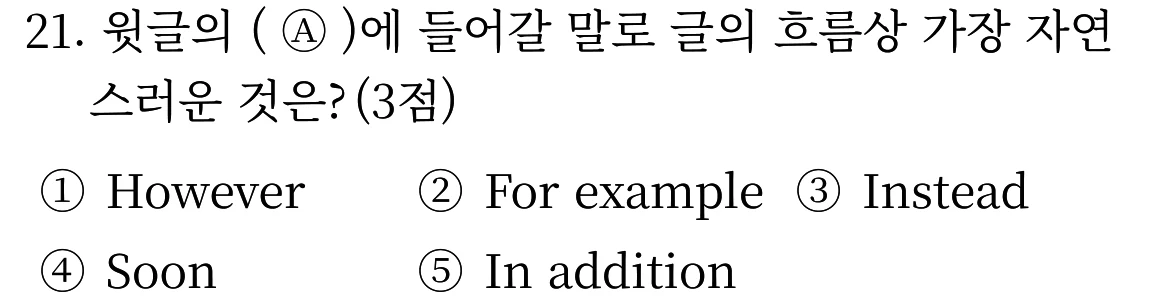 21. 윗글의 ( Ⓐ )에 들어갈 말로 글의 흐름상 가장 자연
스러운 것은?(3점)
① However ② For example ③ Instead
④ Soon ⑤ In addition